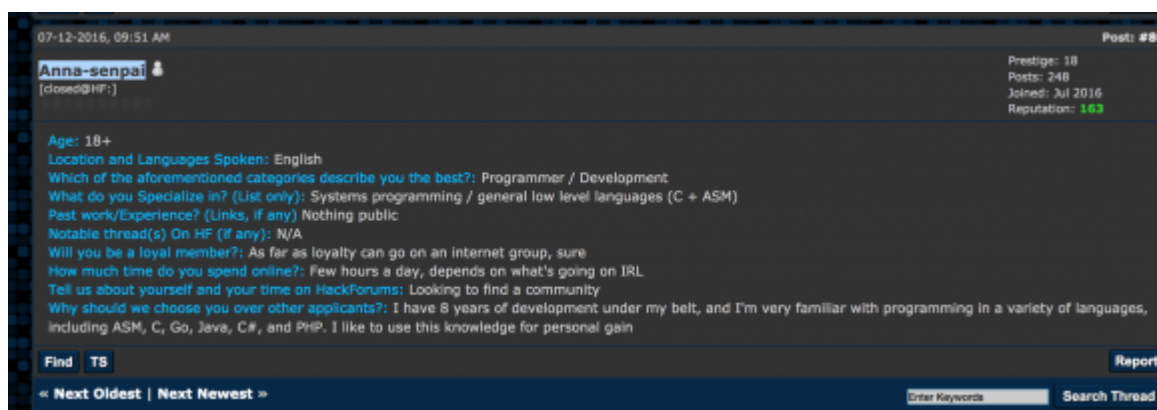 07-12-2016, 09:51 AM Post: #8
Anna-senpai
[closed@HF:]
Prestige: 18
Posts: 248
Joined: Jul 2016
Reputation: 163
Age: 18+
Location and Languages Spoken: English
Which of the aforementioned categories describe you the best?: Programmer / Development
What do you Specialize in? (List only): Systems programming / general low level languages (C + ASM)
Past work/Experience? (Links, if any) Nothing public
Notable thread(s) On HF (if any): N/A
Will you be a loyal member?: As far as loyalty can go on an internet group, sure
How much time do you spend online?: Few hours a day, depends on what's going on IRL
Tell us about yourself and your time on HackForums: Looking to find a community
Why should we choose you over other applicants?: I have 8 years of development under my belt, and I'm very familiar with programming in a variety of languages,
including ASM, C, Go, Java, C#, and PHP. I like to use this knowledge for personal gain
Find TS Report
« Next Oldest | Next Newest » Enter Keywords Search Thread